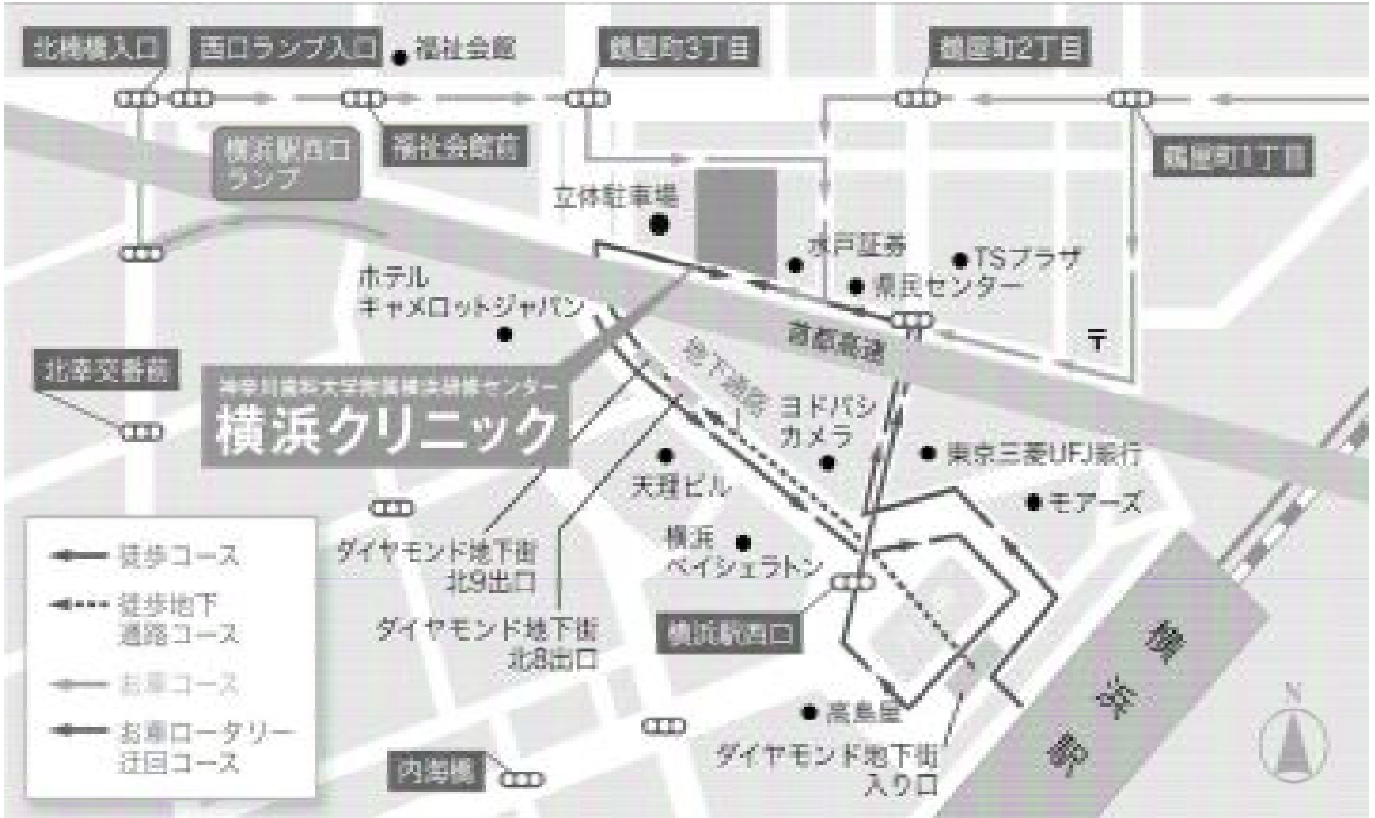 北幸橋入口
西口ランプ入口
福祉会館
鶴屋町3丁目
鶴屋町2丁目
福祉会館前
鶴屋町1丁目
横浜駅西口
ランプ
立体駐車場
水戸証券
TSプラザ
県民センター
ホテル
キャメロットジャパン
首都高速
〒
北幸交番前
神奈川歯科大学附属横浜研修センター
横浜クリニック
地下通路
ヨドバシ
カメラ
東京三菱UFJ銀行
天理ビル
モアーズ
徒歩コース
徒歩地下
通路コース
お車コース
お車ロータリー
迂回コース
ダイヤモンド地下街
北9出口
横浜
ベイシェラトン
ダイヤモンド地下街
北8出口
横浜駅西口
横浜駅
高島屋
ダイヤモンド地下街
入り口
内海橋
N